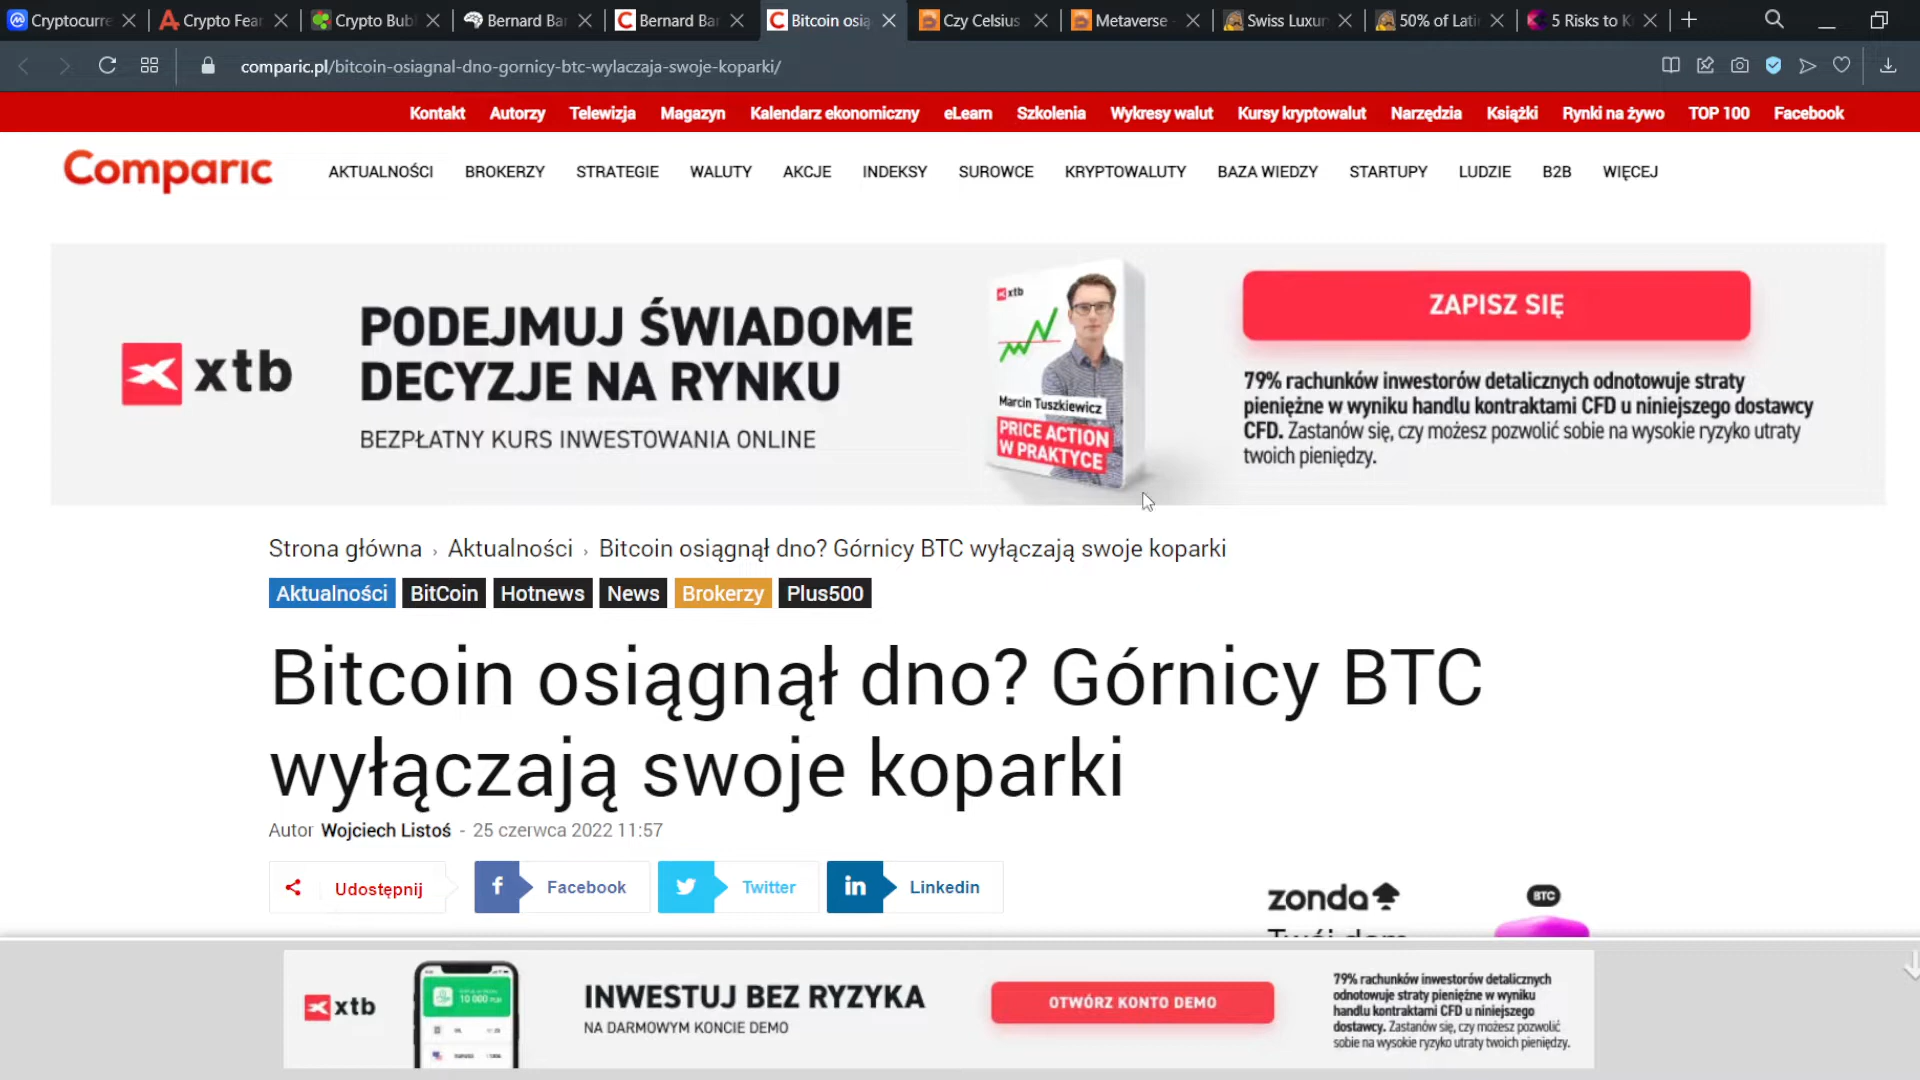 Cryptocurre
Crypto Fear
Crypto Bubl
Bernard Bar
Bernard Bar
Bitcoin osią
Czy Celsius
Metaverse
Swiss Luxur
50% of Lati
5 Risks to K
comparic.pl/bitcoin-osiagnal-dno-gornicy-btc-wylaczaja-swoje-koparki/
Kontakt Autorzy Telewizja Magazyn Kalendarz ekonomiczny eLearn Szkolenia Wykresy walut Kursy kryptowalut Narzędzia Książki Rynki na żywo TOP 100 Facebook
Comparic
AKTUALNOŚCI BROKERZY STRATEGIE WALUTY AKCJE INDEKSY SUROWCE KRYPTOWALUTY BAZA WIEDZY STARTUPY LUDZIE B2B WIĘCEJ
xtb
PODEJMUJ ŚWIADOME
DECYZJE NA RYNKU
BEZPŁATNY KURS INWESTOWANIA ONLINE
xtb
Marcin Tuszkiewicz
PRICE ACTION
W PRAKTYCE
ZAPISZ SIĘ
79% rachunków inwestorów detalicznych odnotowuje straty
pieniężne w wyniku handlu kontraktami CFD u niniejszego dostawcy
CFD. Zastanów się, czy możesz pozwolić sobie na wysokie ryzyko utraty
twoich pieniędzy.
Strona główna › Aktualności › Bitcoin osiągnął dno? Górnicy BTC wyłączają swoje koparki
Aktualności BitCoin Hotnews News Brokerzy Plus500
Bitcoin osiągnął dno? Górnicy BTC
wyłączają swoje koparki
Autor Wojciech Listoś - 25 czerwca 2022 11:57
Udostępnij
Facebook
Twitter
Linkedin
zonda
BTC
Twój dom
xtb
10 000 PLN
INWESTUJ BEZ RYZYKA
NA DARMOWYM KONCIE DEMO
OTWÓRZ KONTO DEMO
79% rachunków inwestorów detalicznych
odnotowuje straty pieniężne w wyniku
handlu kontraktami CFD u niniejszego
dostawcy. Zastanów się, czy możesz pozwolić
sobie na wysokie ryzyko utraty twoich pieniędzy.